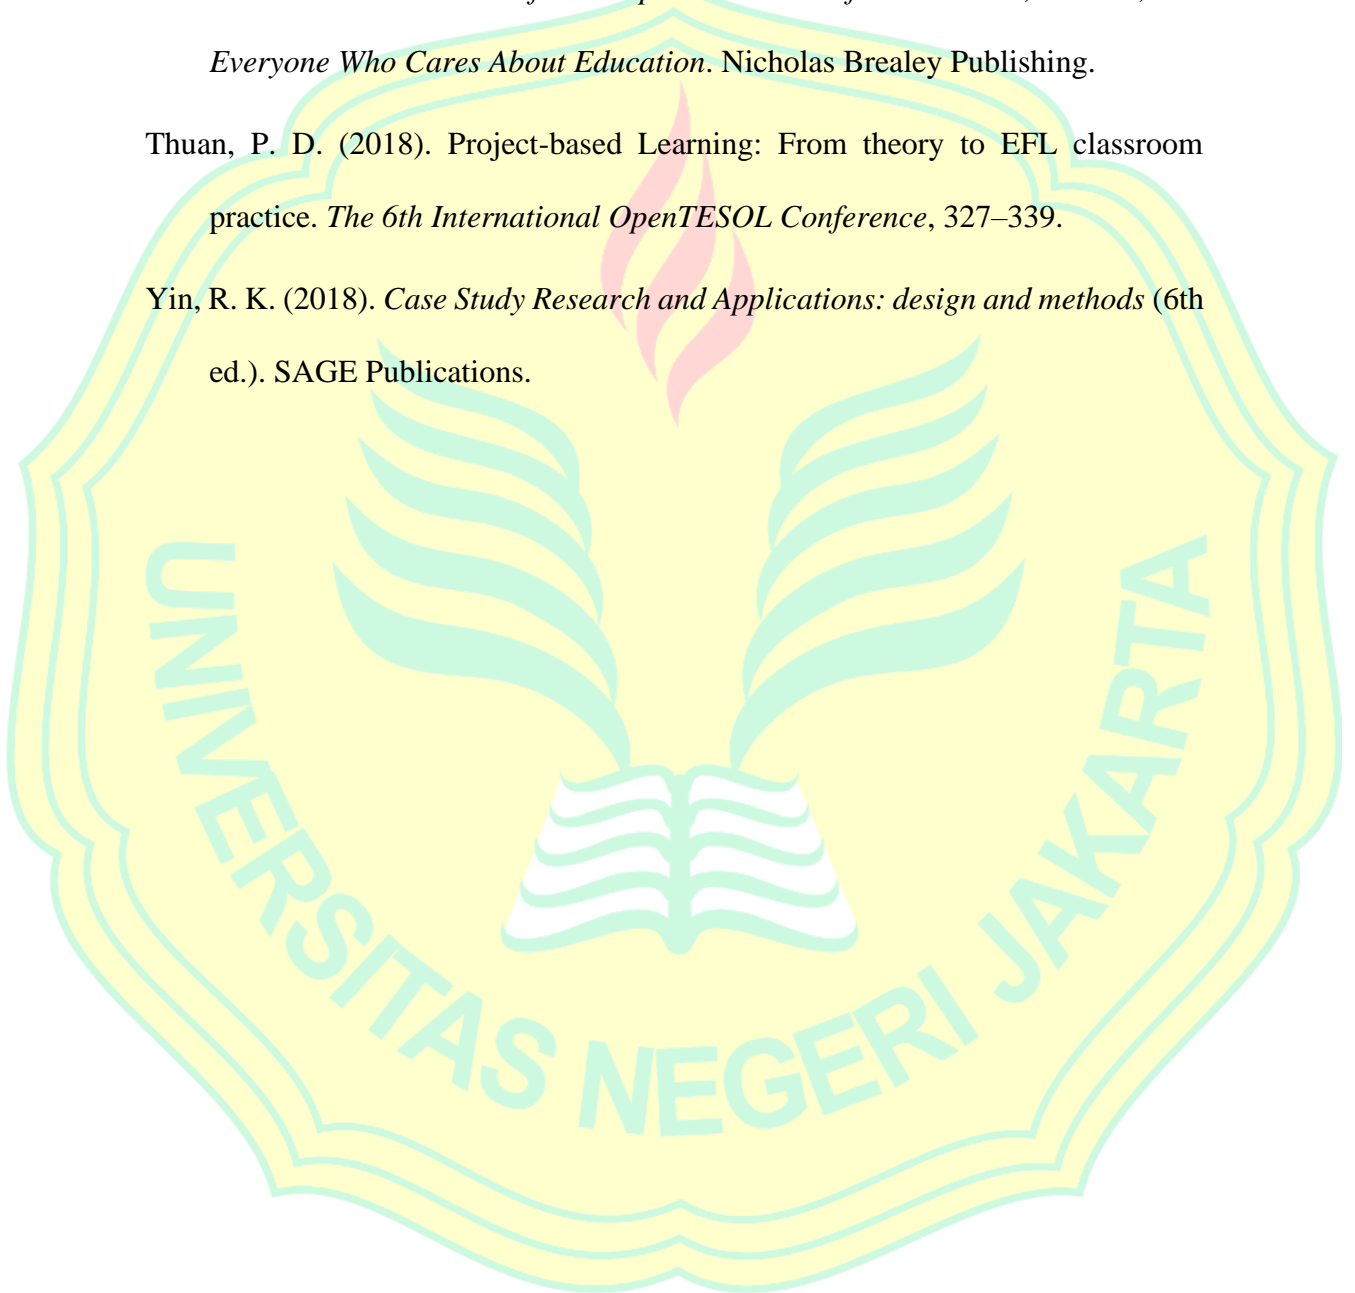 Everyone Who Cares About Education. Nicholas Brealey Publishing.
Thuan, P. D. (2018). Project-based Learning: From theory to EFL classroom
practice. The 6th International OpenTESOL Conference, 327–339.
Yin, R. K. (2018). Case Study Research and Applications: design and methods (6th
ed.). SAGE Publications.
UNIVERSITAS NEGERI JAKARTA